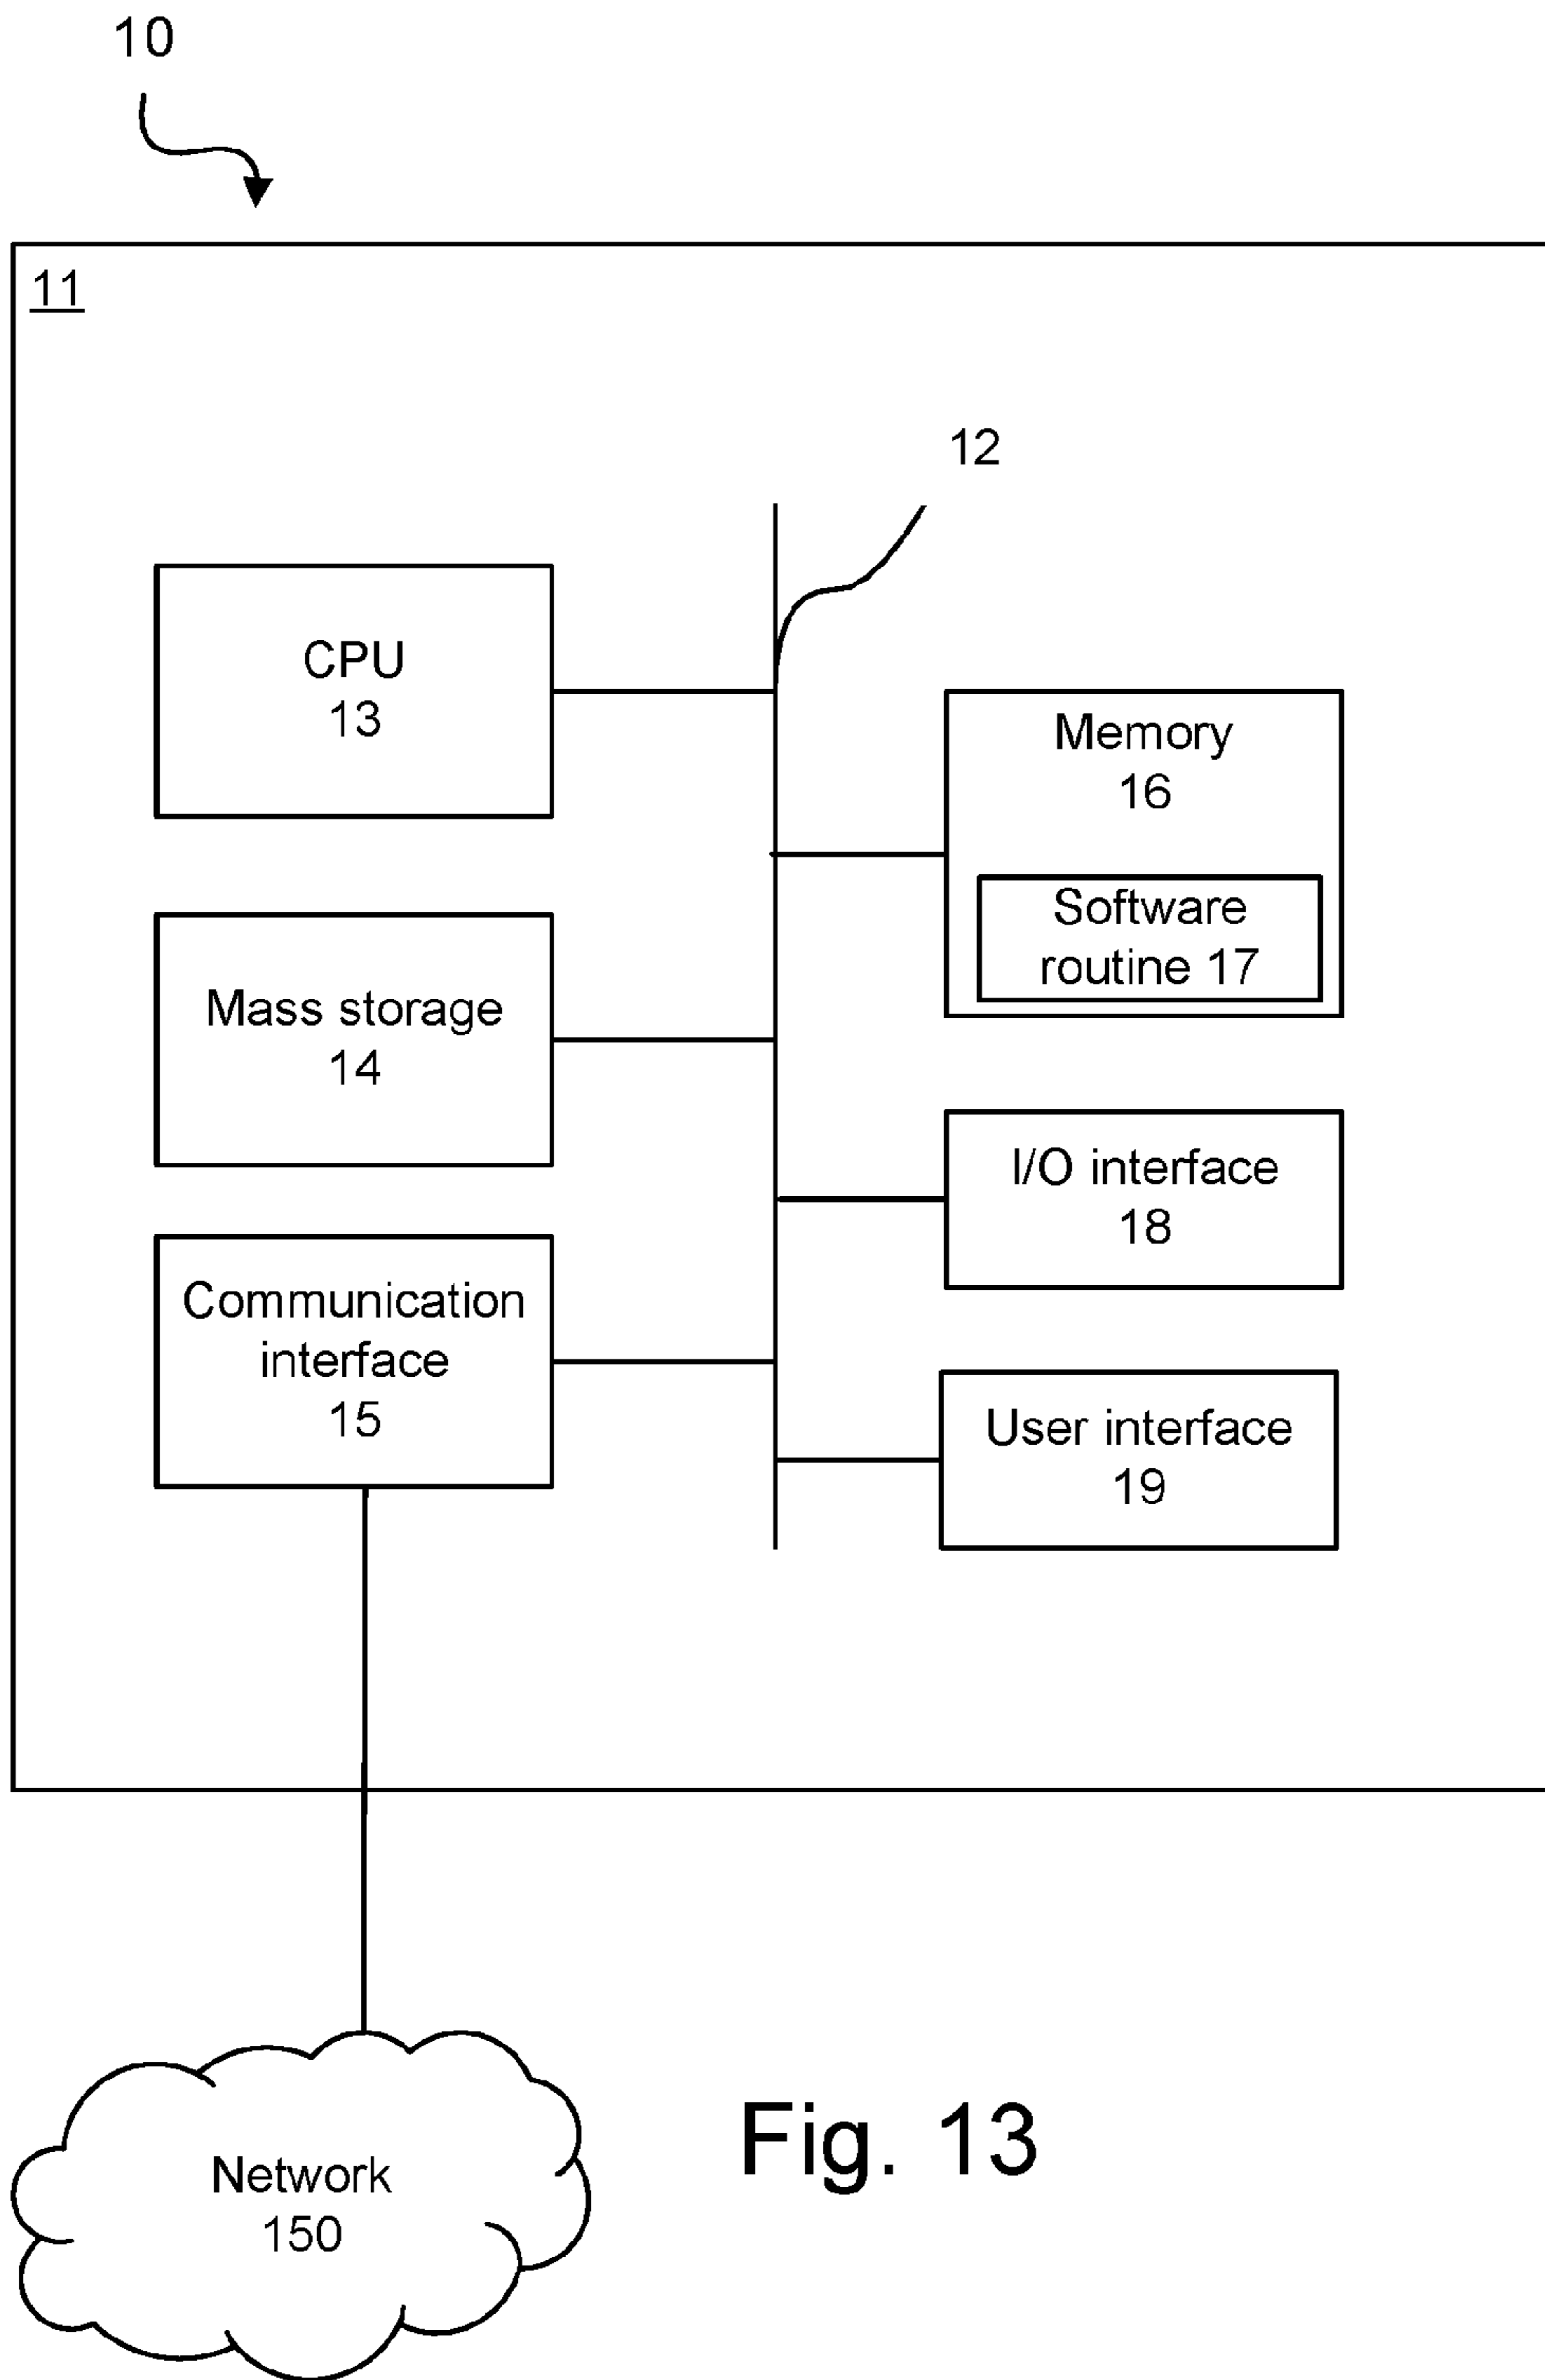 10
11
12
CPU
13
Memory
16
Software
routine 17
Mass storage
14
I/O interface
18
Communication
interface
15
User interface
19
Network
150
Fig. 13